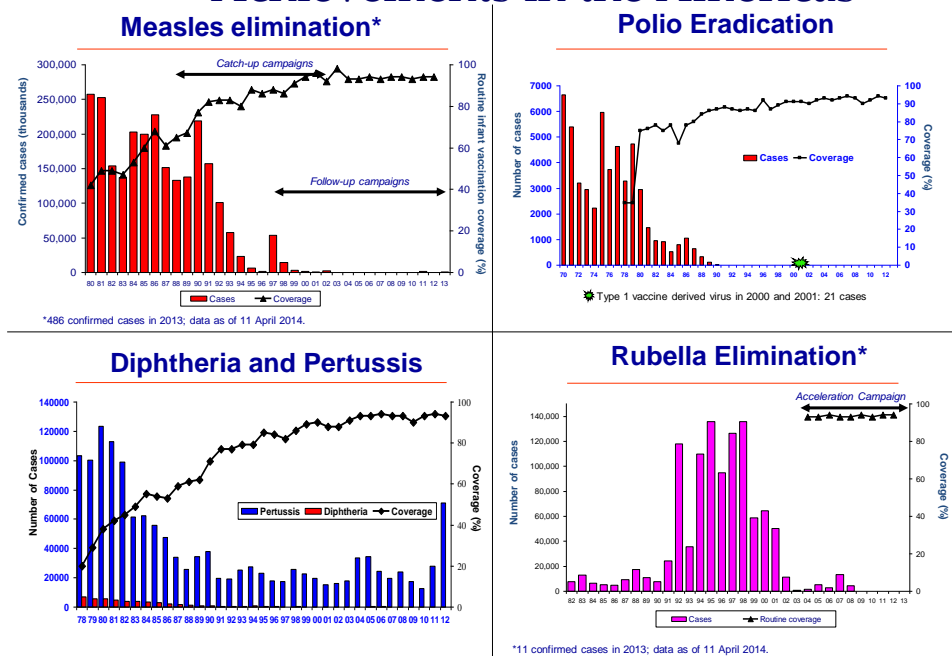 Achievements in the Americas
Measles elimination*
Confirmed cases (thousands)
300,000
250,000
200,000
150,000
100,000
50,000
0
Catch-up campaigns
Follow-up campaigns
100
80
60
40
20
0
Routine infant vaccination coverage (%)
80 81 82 83 84 85 86 87 88 89 90 91 92 93 94 95 96 97 98 99 00 01 02 03 04 05 06 07 08 09 10 11 12 13
Cases Coverage
*486 confirmed cases in 2013; data as of 11 April 2014.
Polio Eradication
Number of cases
7000
6000
5000
4000
3000
2000
1000
0
Cases Coverage
100
90
80
70
60
50
40
30
20
10
0
Coverage (%)
70 72 74 76 78 80 82 84 86 88 90 92 94 96 98 00 02 04 06 08 10 12
Type 1 vaccine derived virus in 2000 and 2001: 21 cases
Diphtheria and Pertussis
Number of Cases
140000
120000
100000
80000
60000
40000
20000
0
Pertussis Diphtheria Coverage
100
80
60
40
20
0
Coverage (%)
78 79 80 81 82 83 84 85 86 87 88 89 90 91 92 93 94 95 96 97 98 99 00 01 02 03 04 05 06 07 08 09 10 11 12
Rubella Elimination*
Number of Cases
140,000
120,000
100,000
80,000
60,000
40,000
20,000
0
Acceleration Campaign
100
80
60
40
20
0
Coverage (%)
82 83 84 85 86 87 88 89 90 91 92 93 94 95 96 97 98 99 00 01 02 03 04 05 06 07 08 09 10 11 12 13
Cases Routine coverage
*11 confirmed cases in 2013; data as of 11 April 2014.